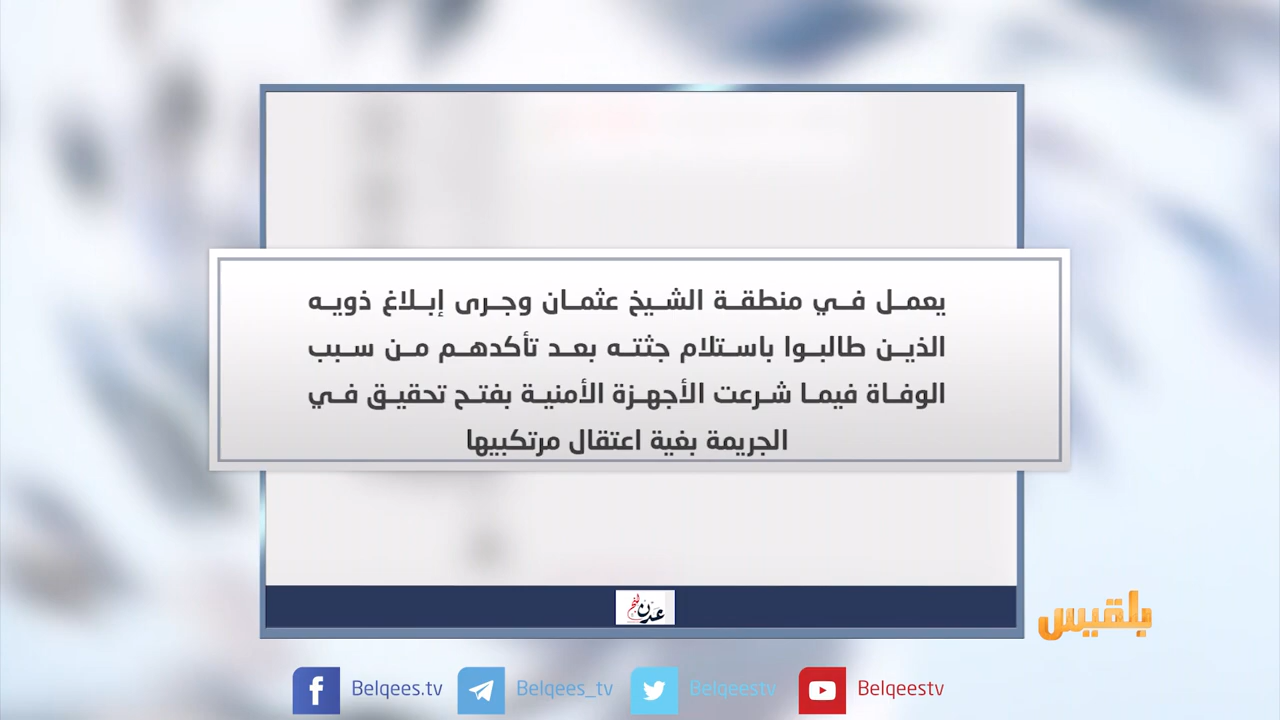 يعمل في منطقة الشيخ عثمان وجرى إبلاغ ذويه
الذين طالبوا باستلام جثته بعد تأكدهم من سبب
الوفاة فيما شرعت الأجهزة الأمنية بفتح تحقيق في
الجريمة بغية اعتقال مرتكبيها
عدن الغد
بلقيس
Belqees.tv Belqees_tv Belqeestv Belqeestv